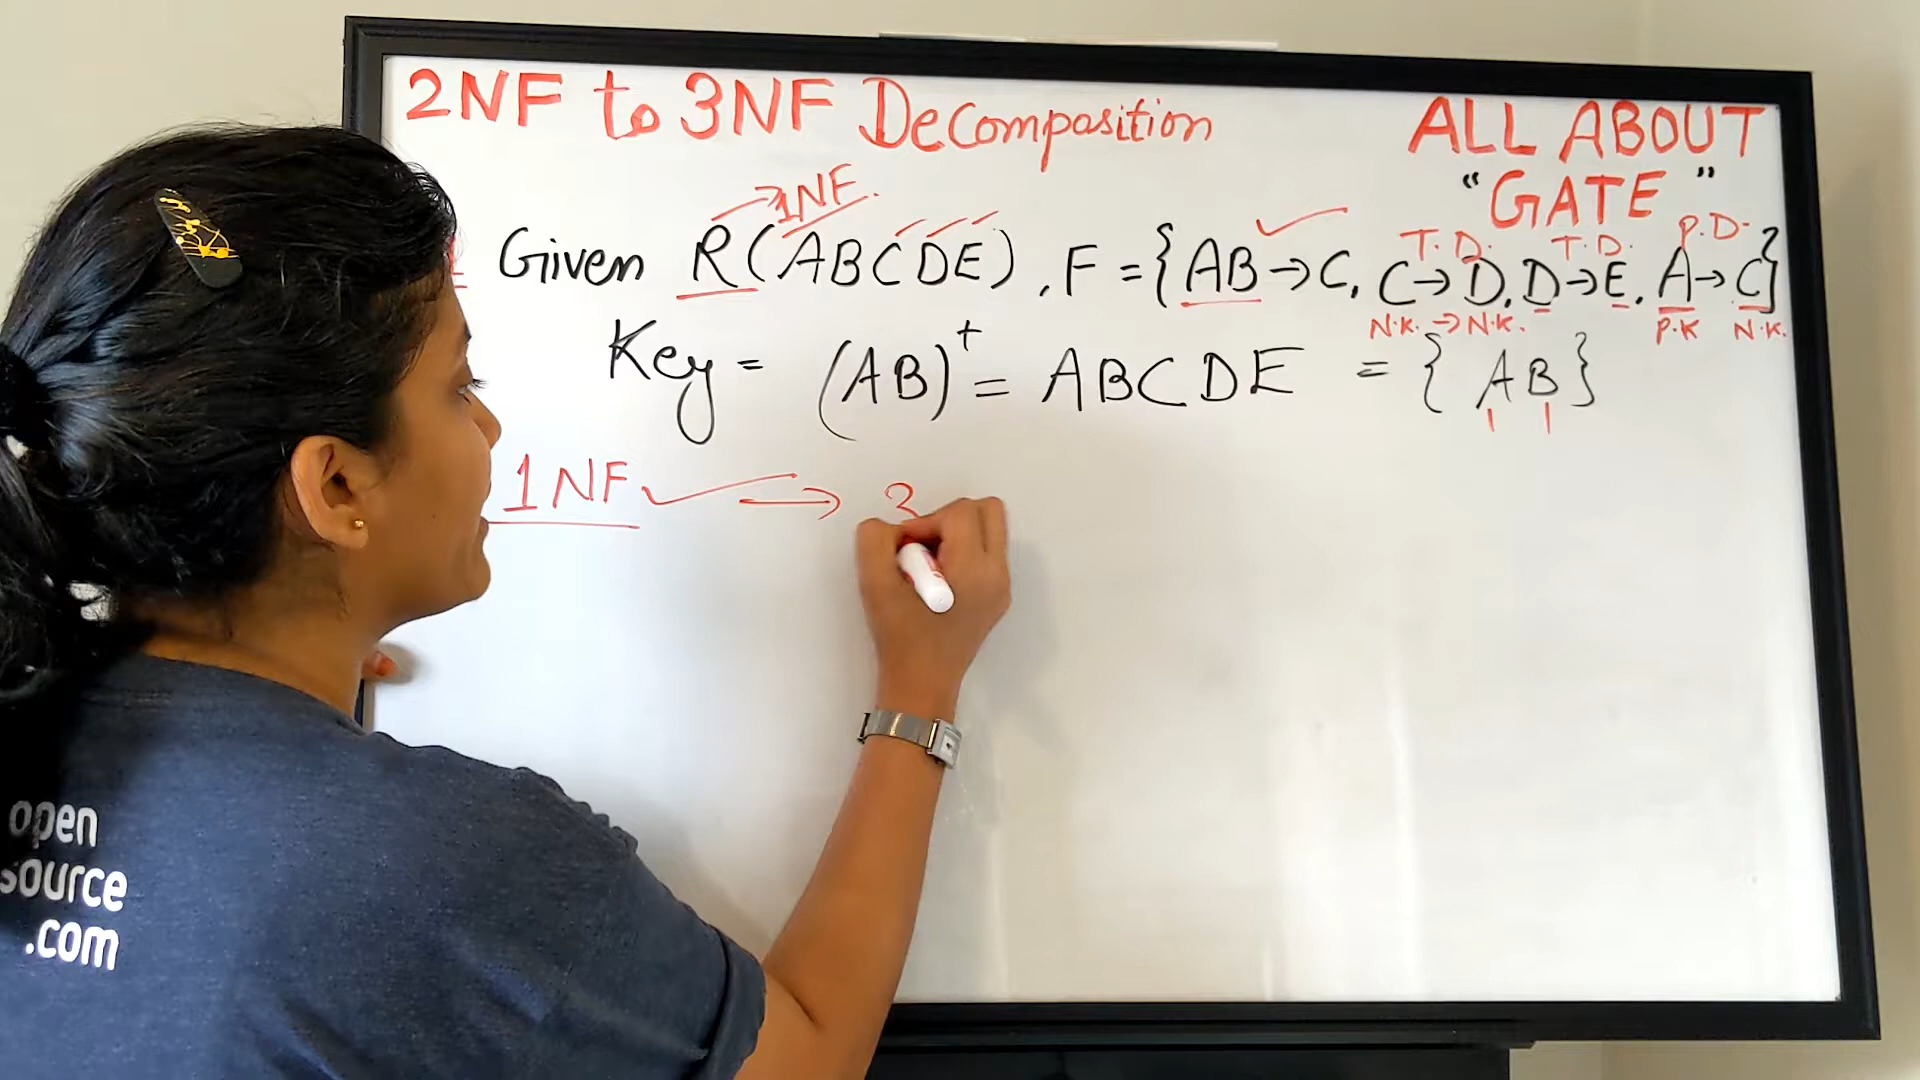 2NF to 3NF Decomposition
ALL ABOUT
"GATE"
→1NF.
T.D. T.D. P.D.
1 Given R(ABCDE), F = {AB→C, C→D, D→E, A→C}
N.K. → N.K. P.K N.K.
Key = (AB)+ = ABCDE = { AB }
1NF ✓ → 3
open
source
.com